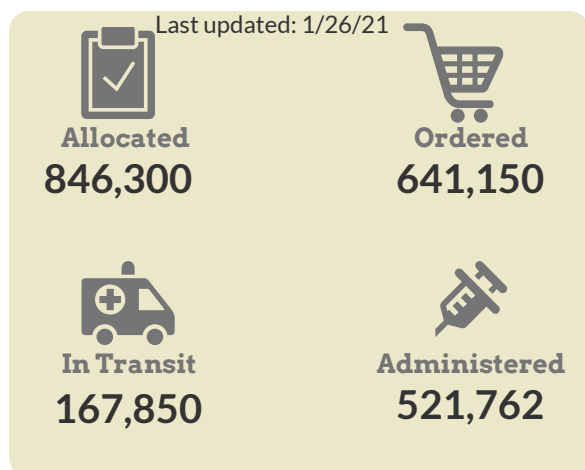 Last updated: 1/26/21
Allocated
846,300
Ordered
641,150
In Transit
167,850
Administered
521,762